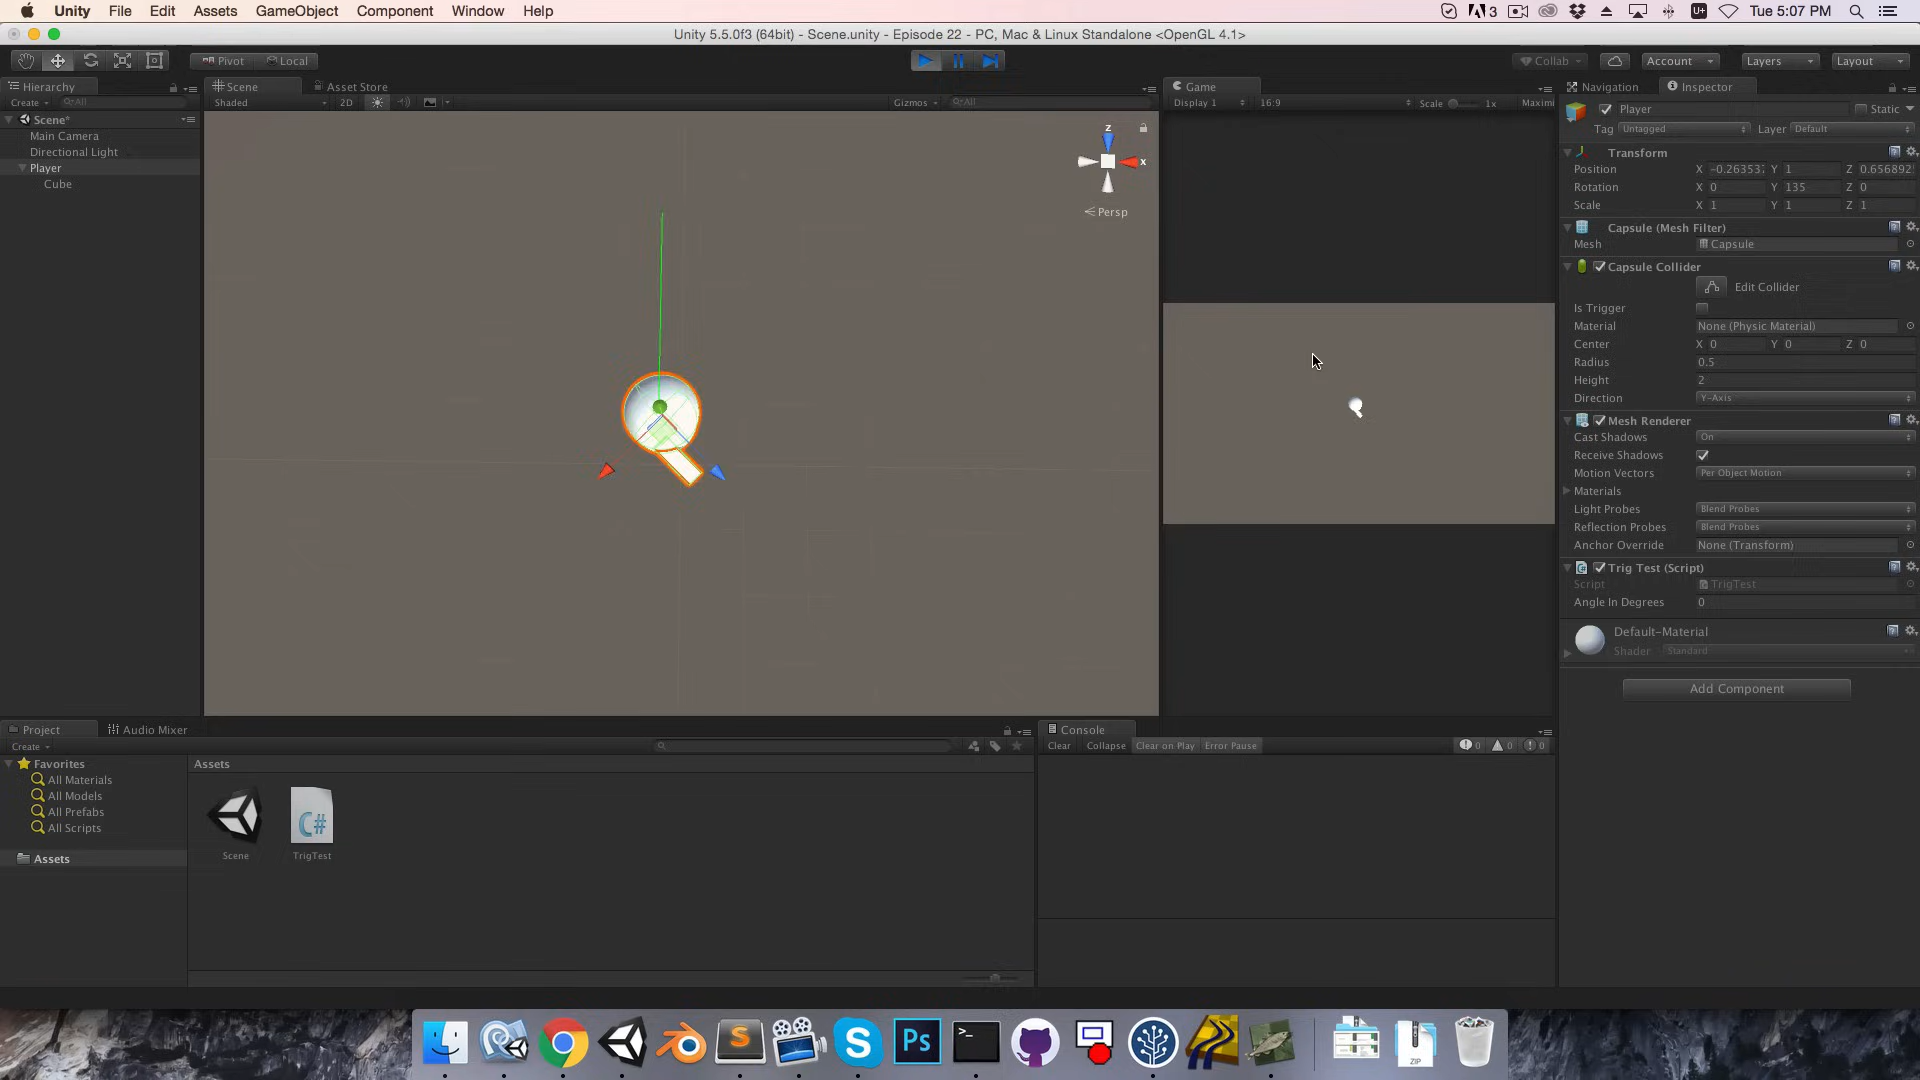 Unity File Edit Assets GameObject Component Window Help
3 U+ Tue 5:07 PM
Unity 5.5.0f3 (64bit) - Scene.unity - Episode 22 - PC, Mac & Linux Standalone <OpenGL 4.1>
Pivot Local Collab Account Layers Layout
Hierarchy
Create All
Scene*
Main Camera
Directional Light
Player
Cube
Scene Asset Store
Shaded 2D Gizmos All
z
x
Persp
Game
Display 1 16:9 Scale 1x Maximi
Navigation Inspector
Player Static
Tag Untagged Layer Default
Transform
Position X -0.26353 Y 1 Z 0.656892
Rotation X 0 Y 135 Z 0
Scale X 1 Y 1 Z 1
Capsule (Mesh Filter)
Mesh Capsule
Capsule Collider
Edit Collider
Is Trigger
Material None (Physic Material)
Center X 0 Y 0 Z 0
Radius 0.5
Height 2
Direction Y-Axis
Mesh Renderer
Cast Shadows On
Receive Shadows
Motion Vectors Per Object Motion
Materials
Light Probes Blend Probes
Reflection Probes Blend Probes
Anchor Override None (Transform)
Trig Test (Script)
Script TrigTest
Angle In Degrees 0
Default-Material
Shader Standard
Add Component
Project Audio Mixer
Create
Favorites
All Materials
All Models
All Prefabs
All Scripts
Assets
Assets
C#
Scene TrigTest
Console
Clear Collapse Clear on Play Error Pause 0 0 0
S S Ps >_ ZIP